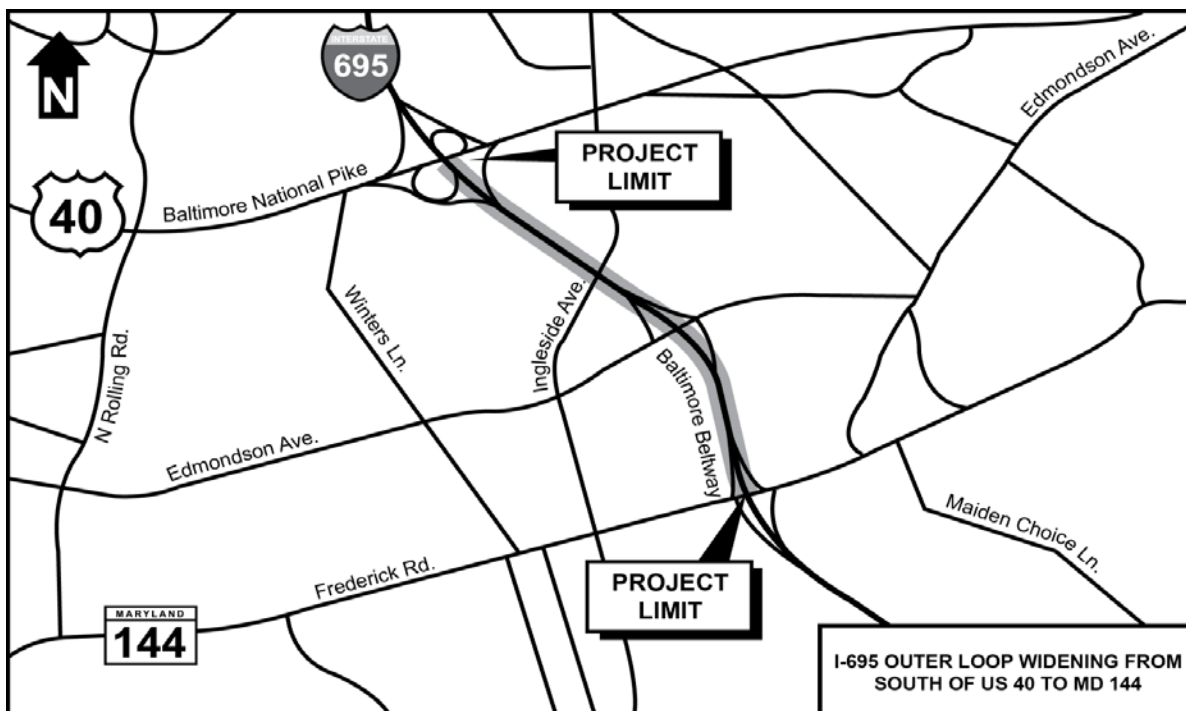 INTERSTATE
695
N
Edmondson Ave.
PROJECT
LIMIT
Baltimore National Pike
40
Winters Ln.
Ingleside Ave.
N Rolling Rd.
Baltimore Beltway
Edmondson Ave.
Maiden Choice Ln.
Frederick Rd.
PROJECT
LIMIT
MARYLAND
144
I-695 OUTER LOOP WIDENING FROM
SOUTH OF US 40 TO MD 144